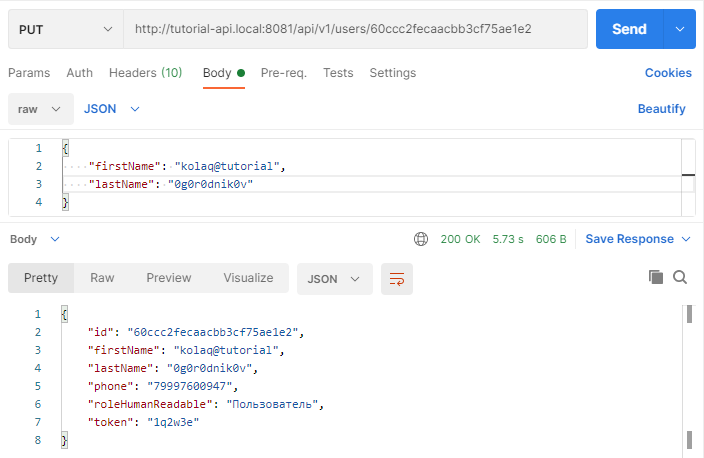 PUT http://tutorial-api.local:8081/api/v1/users/60ccc2fecaacbb3cf75ae1e2 Send
Params Auth Headers (10) Body Pre-req. Tests Settings Cookies
raw JSON Beautify
1 {
2 "firstName": "kolaq@tutorial",
3 "lastName": "0g0r0dnik0v"
4 }
Body 200 OK 5.73 s 606 B Save Response
Pretty Raw Preview Visualize JSON
1 {
2 "id": "60ccc2fecaacbb3cf75ae1e2",
3 "firstName": "kolaq@tutorial",
4 "lastName": "0g0r0dnik0v",
5 "phone": "79997600947",
6 "roleHumanReadable": "Пользователь",
7 "token": "1q2w3e"
8 }